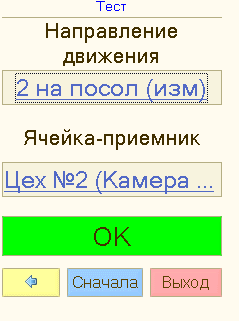 Тест
Направление
движения
2 на посол (изм)
Ячейка-приемник
Цех №2 (Камера ...
OK
Сначала
Выход